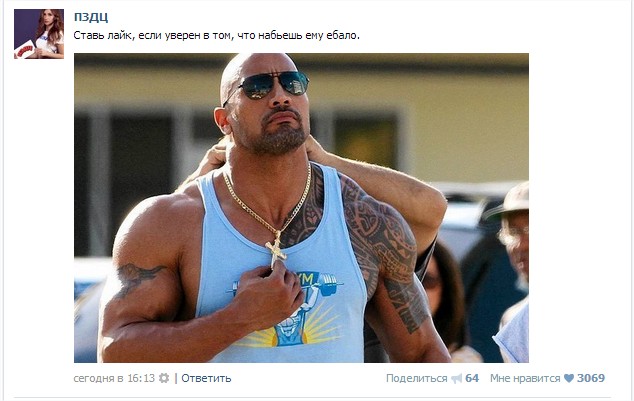 ПЗДЦ
Ставь лайк, если уверен в том, что набьешь ему ебало.
YM
сегодня в 16:13 | Ответить
Поделиться 64 Мне нравится 3069